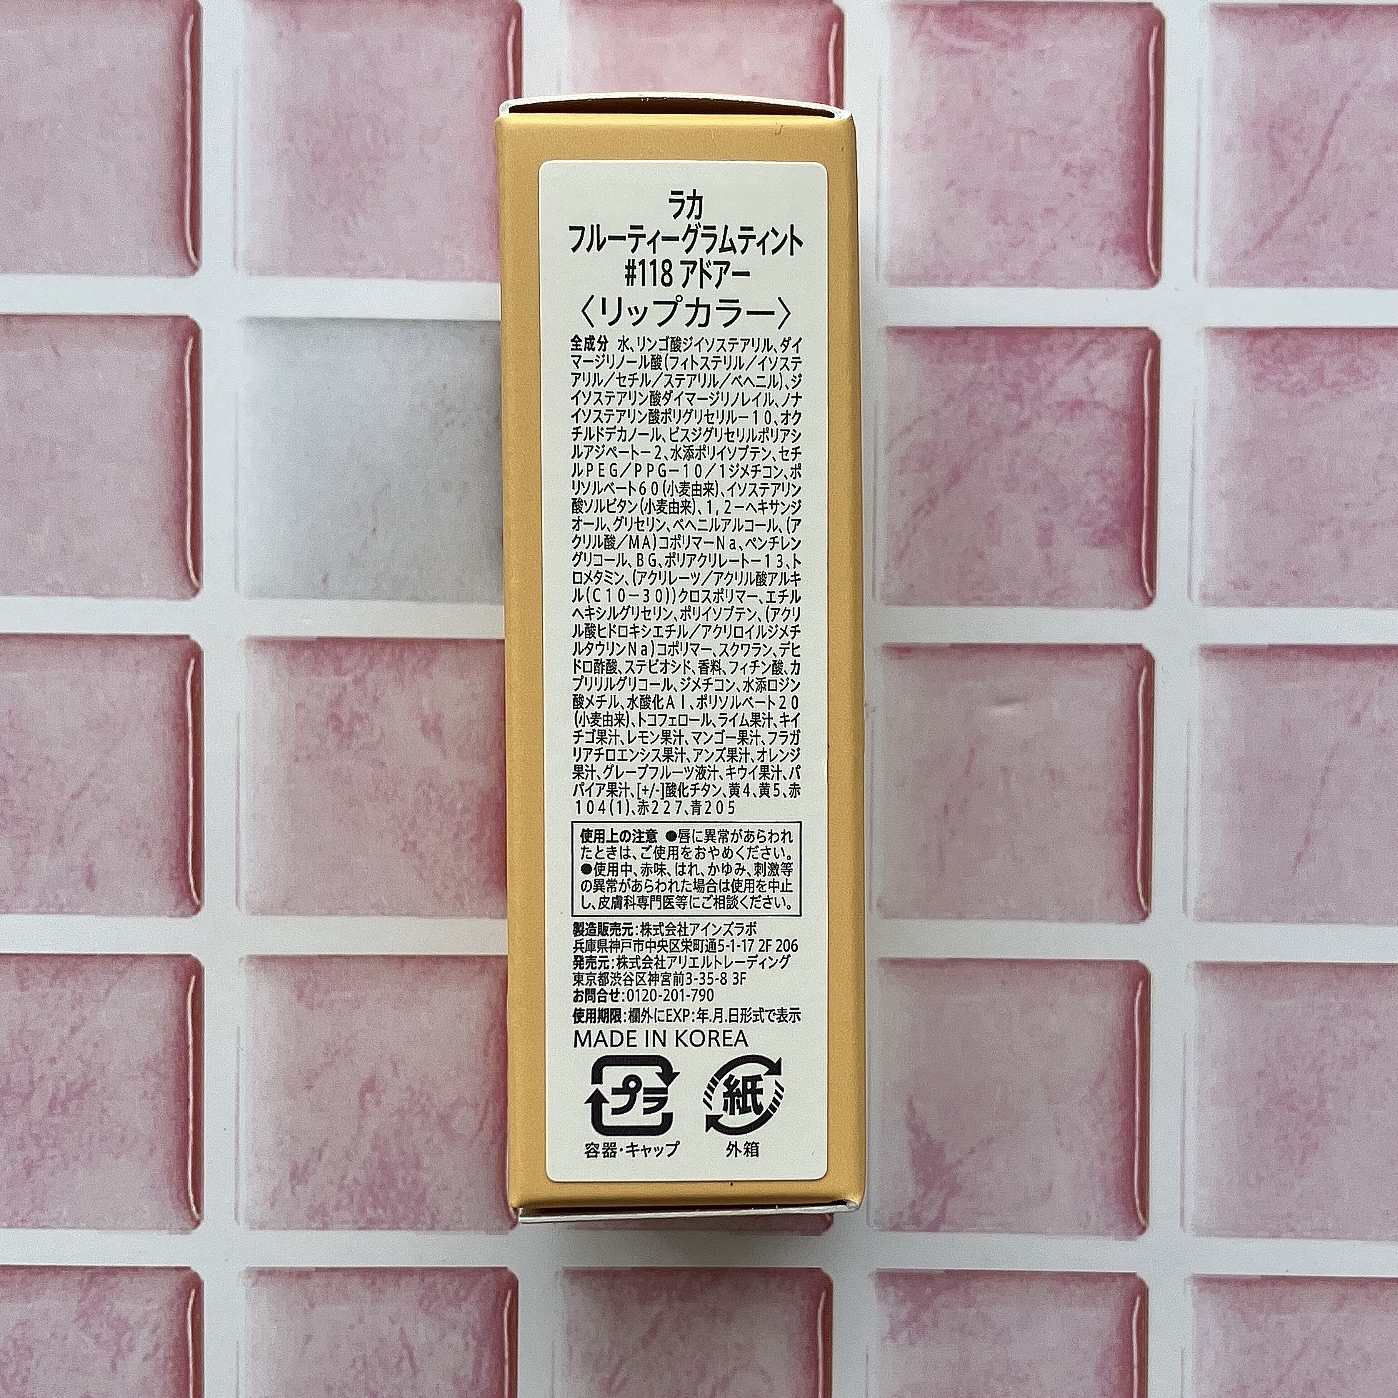 ラカ
フルーティーグラムティント
#118 アドアー
〈リップカラー〉
全成分 水、リンゴ酸ジイソステアリル、ダイ
マージリノール酸(フィトステリル/イソステ
アリル/セチル/ステアリル/ベヘニル)、ジ
イソステアリン酸ダイマージリノレイル、ノナ
イソステアリン酸ポリグリセリルー10、オク
チルドデカノール、ビスジグリセリルポリアシ
ルアジペートー2、水添ポリイソブテン、セチ
ルPEG/PPG-10/1ジメチコン、ポ
リソルベート60(小麦由来)、イソステアリン
酸ソルビタン(小麦由来)、1,2-ヘキサンジ
オール、グリセリン、ベヘニルアルコール、(ア
クリル酸/MA)コポリマーNa、ペンチレン
グリコール、BG、ポリアクリレートー13、ト
ロメタミン、(アクリレーツ/アクリル酸アルキ
ル(C10-30))クロスポリマー、エチル
ヘキシルグリセリン、ポリイソブテン、(アクリ
ル酸ヒドロキシエチル/アクリロイルジメチ
ルタウリンNa)コポリマー、スクワラン、デヒ
ドロ酢酸、ステビオシド、香料、フィチン酸、カ
プリリルグリコール、ジメチコン、水添ロジン
酸メチル、水酸化Al、ポリソルベート20
(小麦由来)、トコフェロール、ライム果汁、キイ
チゴ果汁、レモン果汁、マンゴー果汁、フラガ
リアチロエンシス果汁、アンズ果汁、オレンジ
果汁、グレープフルーツ液汁、キウイ果汁、パ
パイア果汁、[+/-]酸化チタン、黄4、黄5、赤
104(1)、赤227、青205
使用上の注意 ●唇に異常があらわれ
たときは、ご使用をおやめください。
●使用中、赤味、はれ、かゆみ、刺激等
の異常があらわれた場合は使用を中止
し、皮膚科専門医等にご相談ください。
製造販売元:株式会社アインズラボ
兵庫県神戸市中央区栄町通5-1-17 2F 206
発売元:株式会社アリエルトレーディング
東京都渋谷区神宮前3-35-8 3F
お問合せ:0120-201-790
使用期限:欄外にEXP:年.月.日形式で表示
MADE IN KOREA
プラ 紙
容器・キャップ 外箱